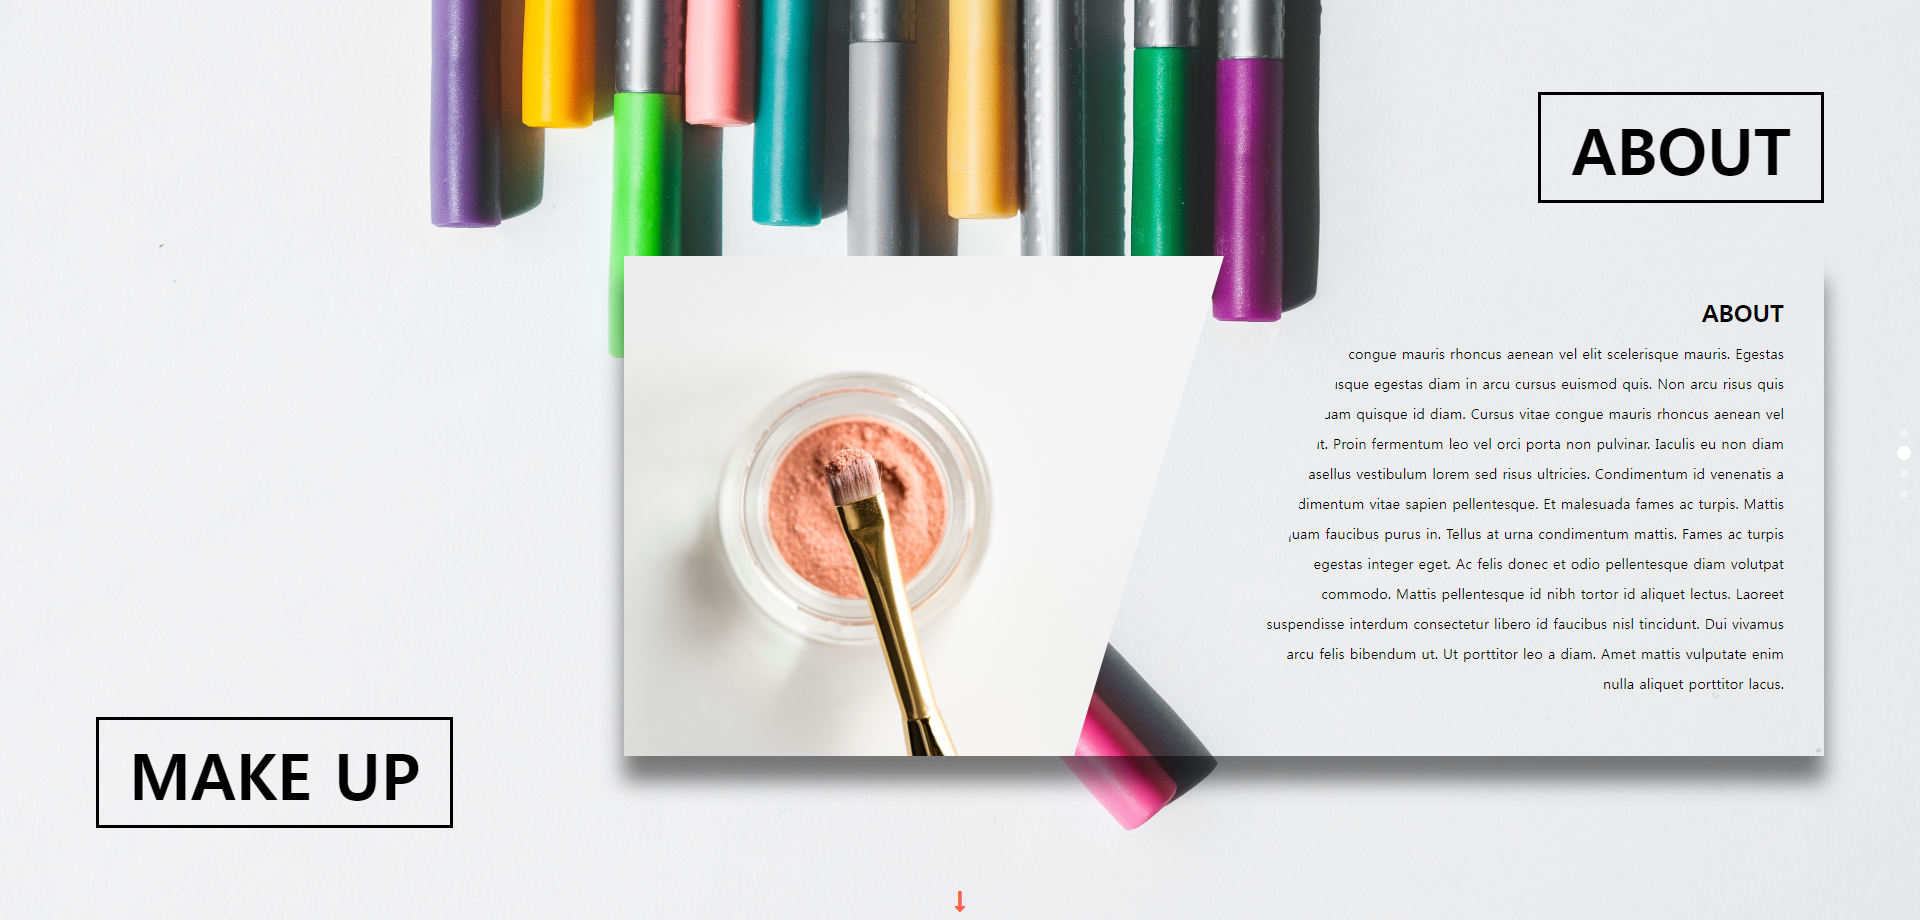 ABOUT
ABOUT
congue mauris rhoncus aenean vel elit scelerisque mauris. Egestas
egestas diam in arcu cursus euismod quis. Non arcu risus quis
quisque id diam. Cursus vitae congue mauris rhoncus aenean vel
Proin fermentum leo vel orci porta non pulvinar. Iaculis eu non diam
asellus vestibulum lorem sed risus ultricies. Condimentum id venenatis a
dimentum vitae sapien pellentesque. Et malesuada fames ac turpis. Mattis
uam faucibus purus in. Tellus at urna condimentum mattis. Fames ac turpis
egestas integer eget. Ac felis donec et odio pellentesque diam volutpat
commodo. Mattis pellentesque id nibh tortor id aliquet lectus. Laoreet
suspendisse interdum consectetur libero id faucibus nisl tincidunt. Dui vivamus
arcu felis bibendum ut. Ut porttitor leo a diam. Amet mattis vulputate enim
nulla aliquet porttitor lacus.
MAKE UP